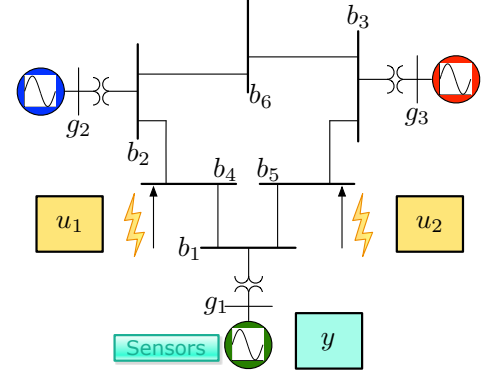 b₃
b₆
g₂
g₃
b₂
b₄
b₅
u₁
u₂
b₁
g₁
Sensors
y